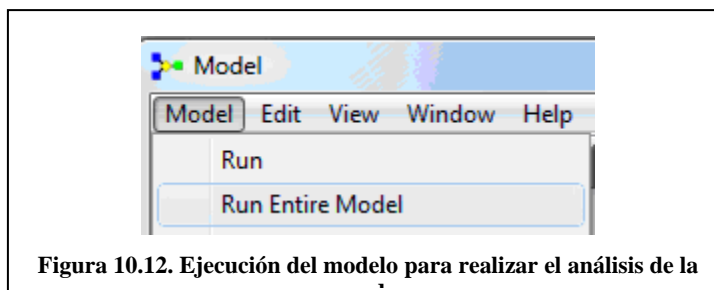 Model
Model Edit View Window Help
Run
Run Entire Model
Figura 10.12. Ejecución del modelo para realizar el análisis de la